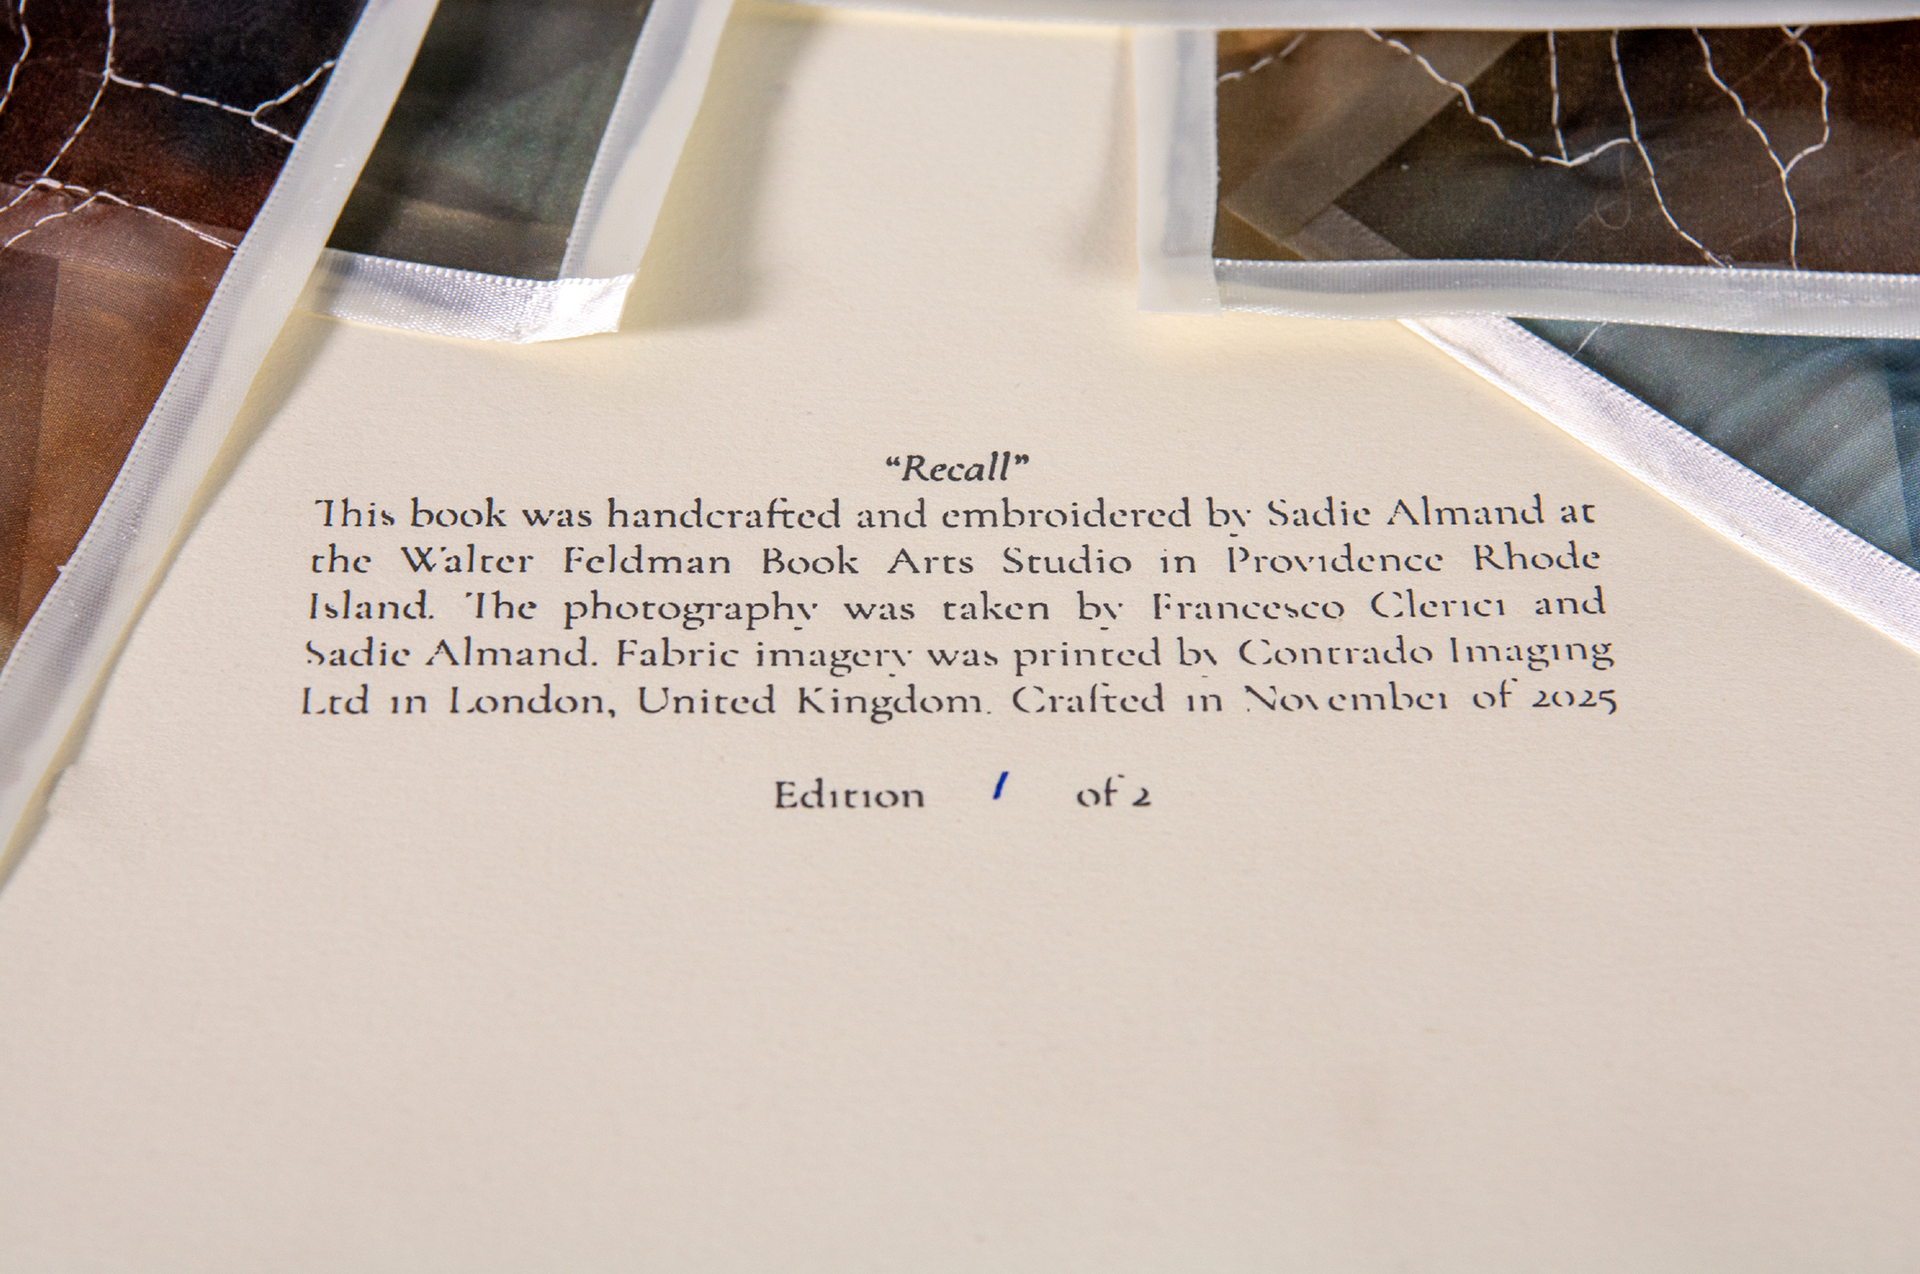 “Recall”
This book was handcrafted and embroidered by Sadie Almand at
the Walter Feldman Book Arts Studio in Providence Rhode
Island. The photography was taken by Francesco Clerici and
Sadie Almand. Fabric imagery was printed by Contrado Imaging
Ltd in London, United Kingdom. Crafted in November of 2025
Edition 1 of 2